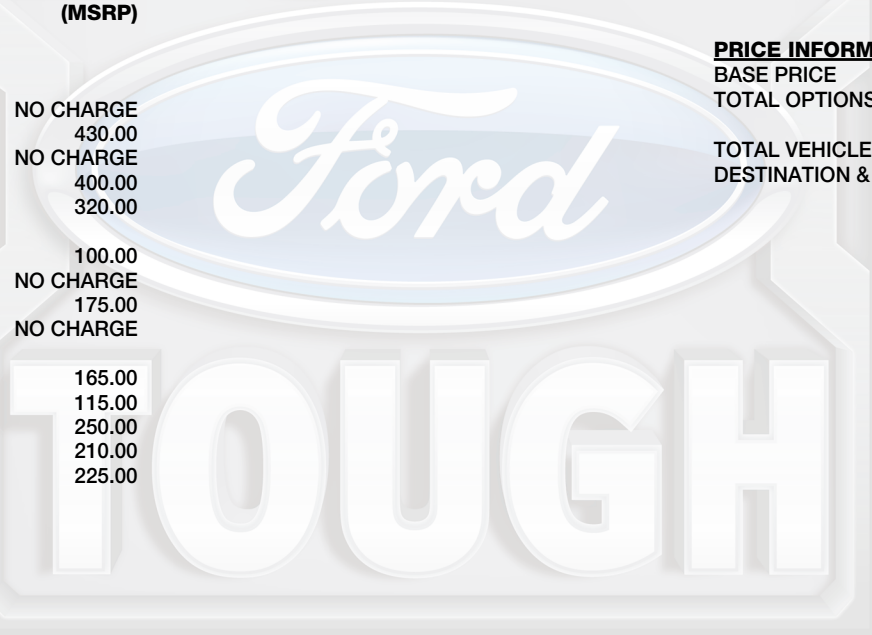 (MSRP)
NO CHARGE
430.00
NO CHARGE
400.00
320.00
100.00
NO CHARGE
175.00
NO CHARGE
165.00
115.00
250.00
210.00
225.00
PRICE INFORM
BASE PRICE
TOTAL OPTIONS
TOTAL VEHICLE
DESTINATION &
Ford
TOUGH